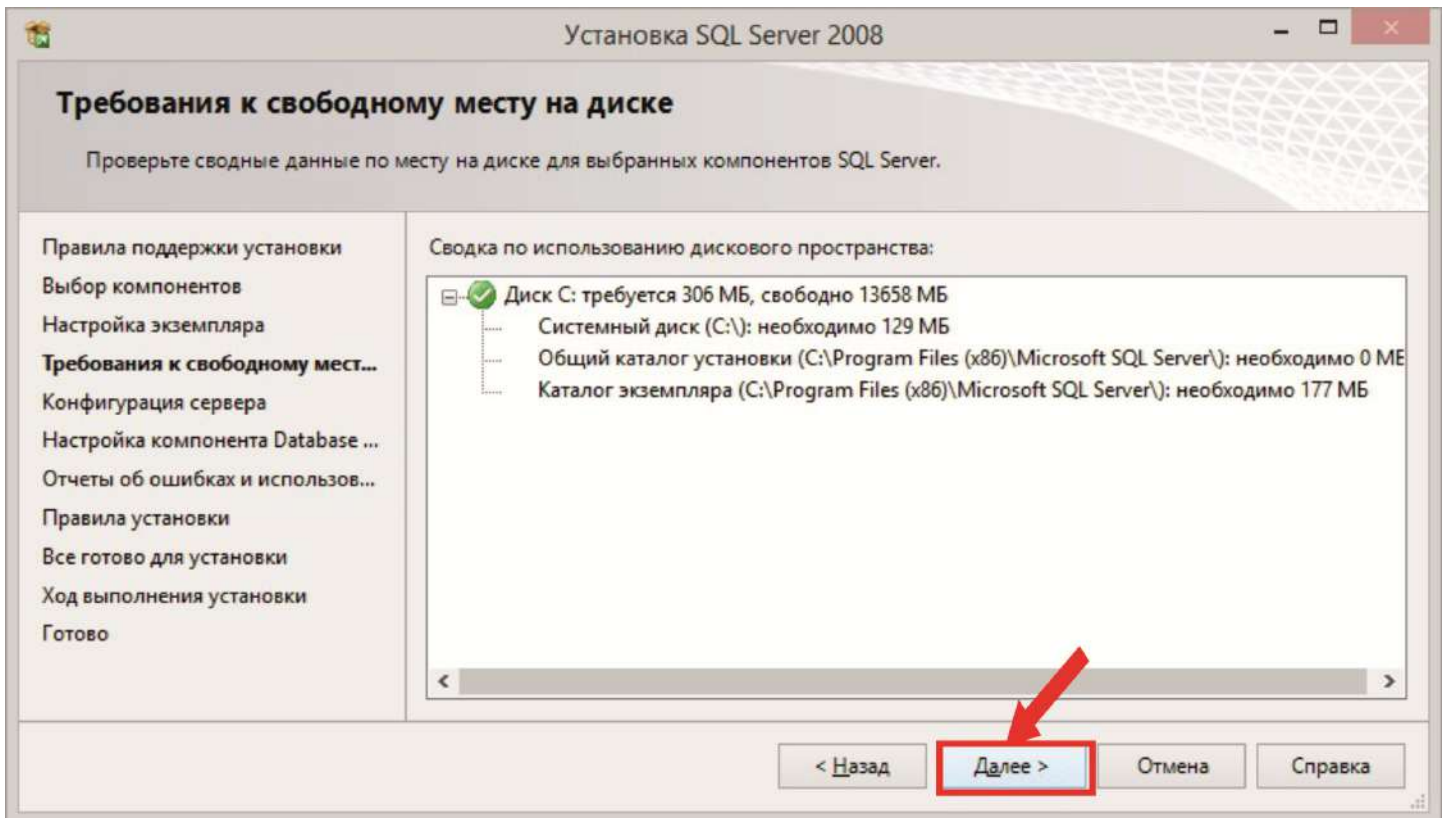 Установка SQL Server 2008
Требования к свободному месту на диске
Проверьте сводные данные по месту на диске для выбранных компонентов SQL Server.
Правила поддержки установки
Выбор компонентов
Настройка экземпляра
Требования к свободному мест...
Конфигурация сервера
Настройка компонента Database ...
Отчеты об ошибках и использов...
Правила установки
Все готово для установки
Ход выполнения установки
Готово
Сводка по использованию дискового пространства:
Диск C: требуется 306 МБ, свободно 13658 МБ
Системный диск (C:\): необходимо 129 МБ
Общий каталог установки (C:\Program Files (x86)\Microsoft SQL Server\): необходимо 0 МБ
Каталог экземпляра (C:\Program Files (x86)\Microsoft SQL Server\): необходимо 177 МБ
< Назад
Далее >
Отмена
Справка